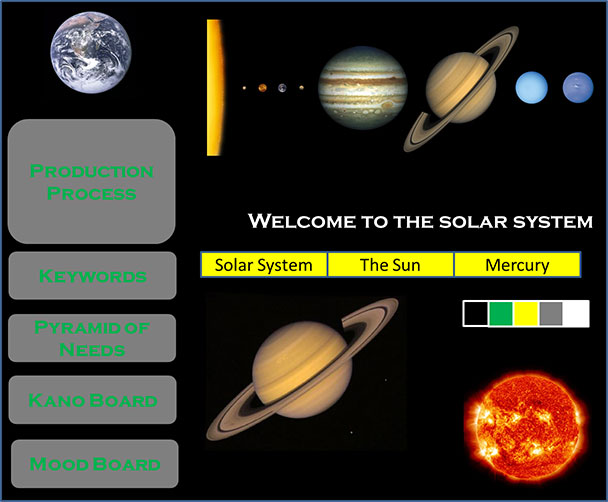 Production
Process
Welcome to the solar system
Solar System The Sun Mercury
Keywords
Pyramid of
Needs
Kano Board
Mood Board